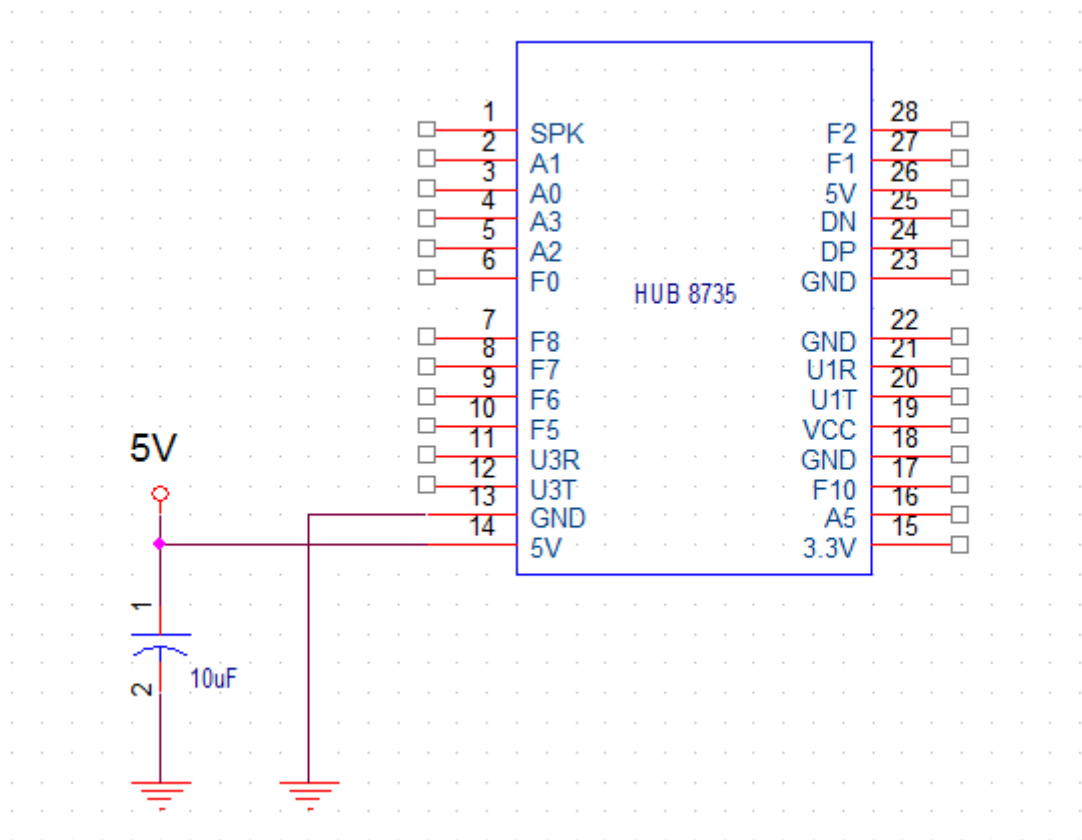 1 SPK F2 28
2 A1 F1 27
3 A0 5V 26
4 A3 DN 25
5 A2 DP 24
6 F0 GND 23
HUB 8735
7 F8 GND 22
8 F7 U1R 21
9 F6 U1T 20
10 F5 VCC 19
11 U3R GND 18
12 U3T F10 17
13 GND A5 16
14 5V 3.3V 15
5V
1
2 10uF